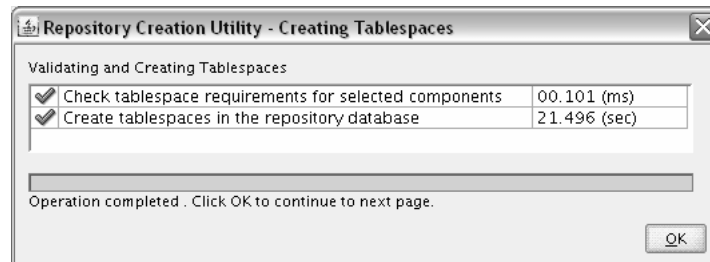 Repository Creation Utility - Creating Tablespaces
Validating and Creating Tablespaces
Check tablespace requirements for selected components 00.101 (ms)
Create tablespaces in the repository database 21.496 (sec)
Operation completed . Click OK to continue to next page.
OK